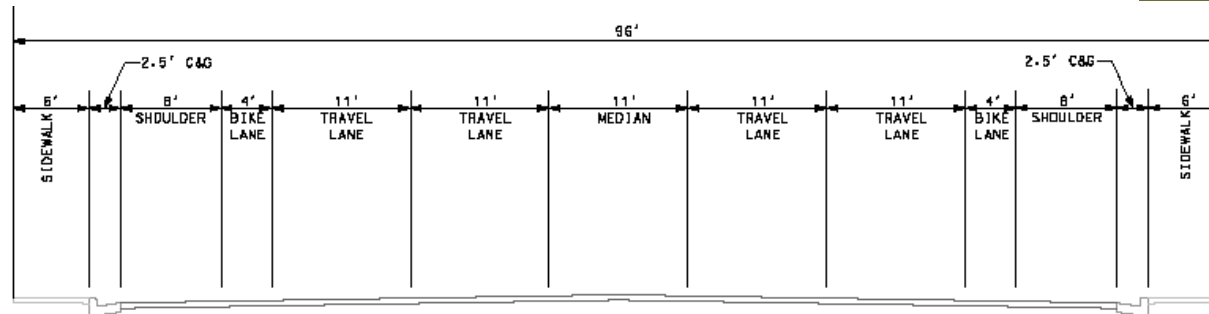 96'
2.5' C&G
2.5' C&G
6'
8'
4'
11'
11'
11'
11'
11'
4'
8'
6'
SIDEWALK
SHOULDER
BIKE
LANE
TRAVEL
LANE
TRAVEL
LANE
MEDIAN
TRAVEL
LANE
TRAVEL
LANE
BIKE
LANE
SHOULDER
SIDEWALK